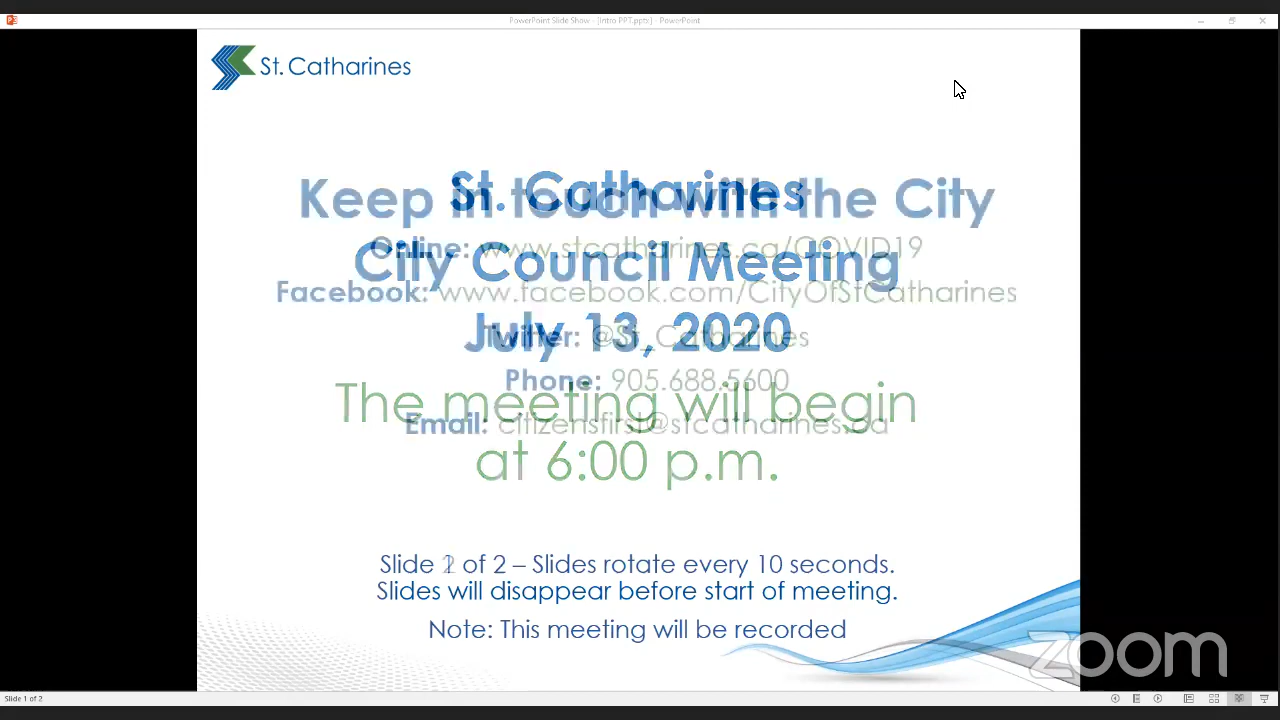 PowerPoint Slide Show - [Intro PPT.pptx] - PowerPoint
St. Catharines
Keep in touch with the City
Online: www.stcatharines.ca/COVID19
Facebook: www.facebook.com/CityOfStCatharines
Twitter: @St_Catharines
Phone: 905.688.5600
Email: citizensfirst@stcatharines.ca
St. Catharines
City Council Meeting
July 13, 2020
The meeting will begin
at 6:00 p.m.
Slide 1 of 2 – Slides rotate every 10 seconds.
Slides will disappear before start of meeting.
Note: This meeting will be recorded
zoom
Slide 1 of 2